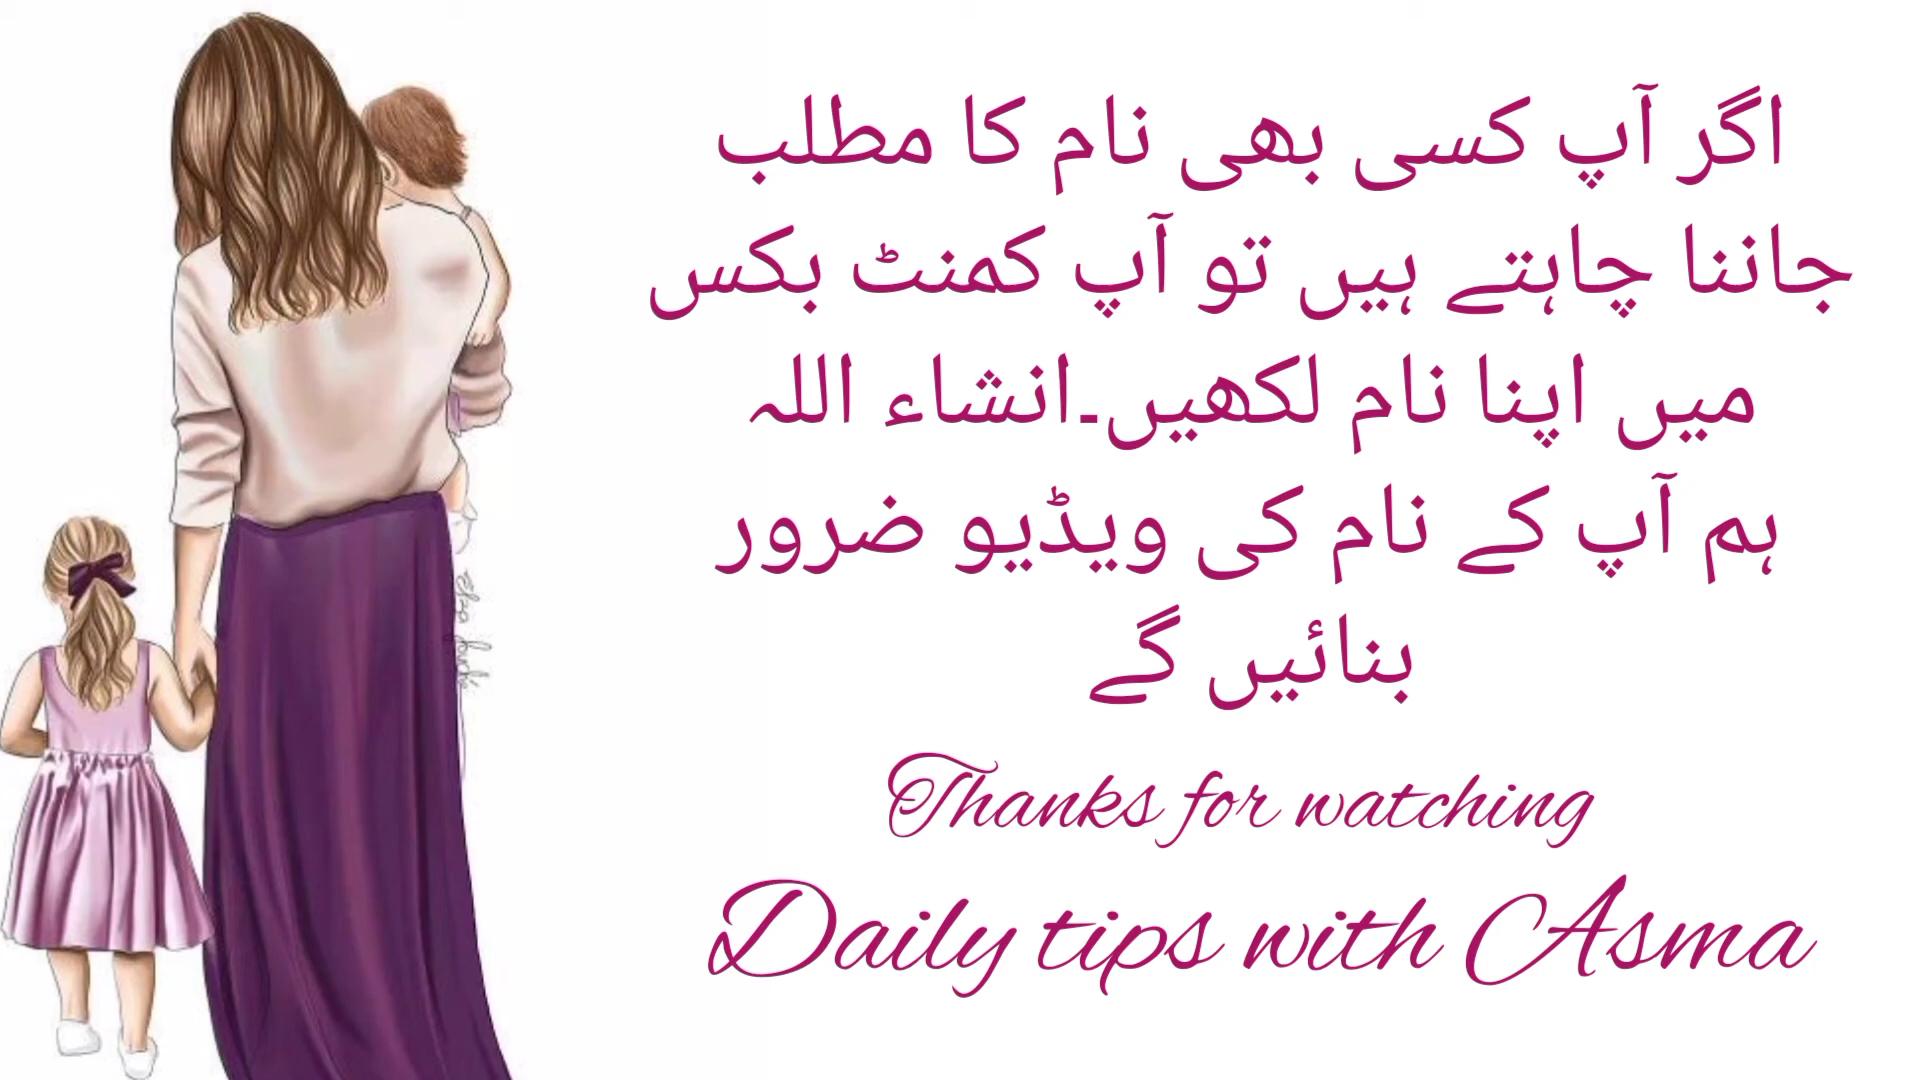 اگر آپ کسی بھی نام کا مطلب
جاننا چاہتے ہیں تو آپ کمنٹ بکس
میں اپنا نام لکھیں۔انشاء اللہ
ہم آپ کے نام کی ویڈیو ضرور
بنائیں گے
Thanks for watching
Daily tips with Asma